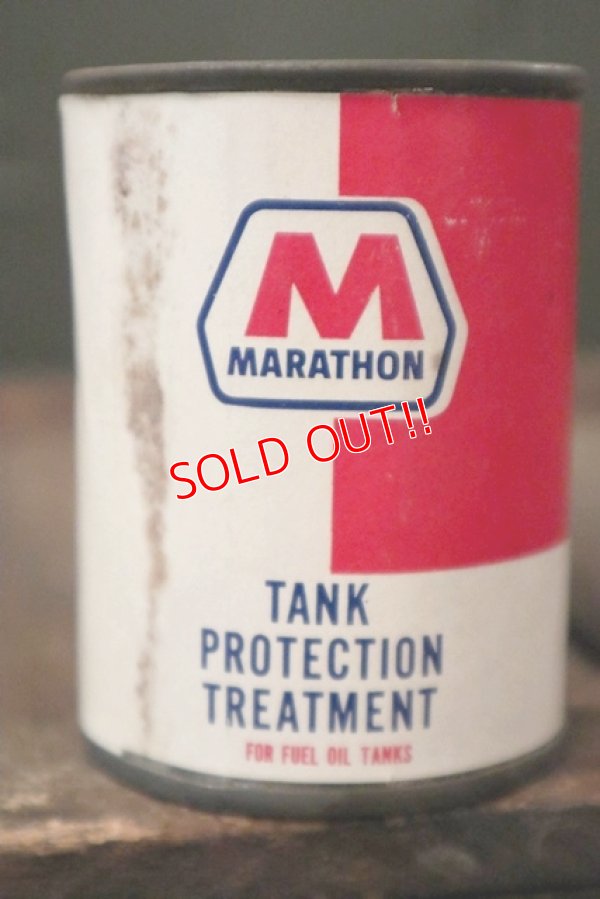 M
MARATHON
SOLD OUT!!
TANK
PROTECTION
TREATMENT
FOR FUEL OIL TANKS